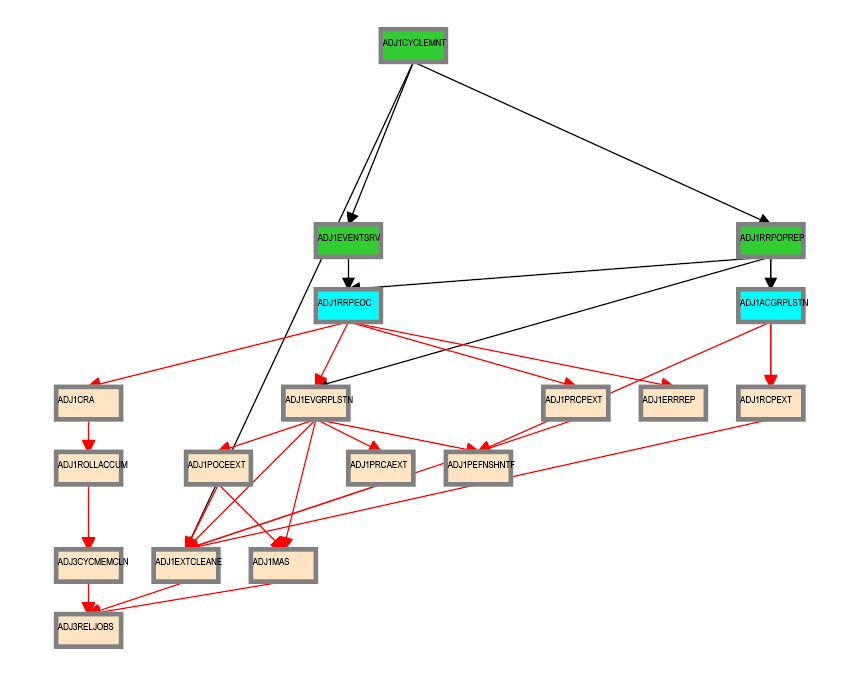 ADJ1CYCLEMNT
ADJ1EVENTSRV
ADJ1RRPOPREP
ADJ1RRPEOC
ADJ1ACGRPLSTN
ADJ1CRA
ADJ1EVGRPLSTN
ADJ1PRCPEXT
ADJ1ERRREP
ADJ1RCPEXT
ADJ1ROLLACCUM
ADJ1POCEEXT
ADJ1PRCAEXT
ADJ1PEFNSHNTF
ADJ3CYCMEMCLN
ADJ1EXTCLEANE
ADJ1MAS
ADJ3RELJOBS